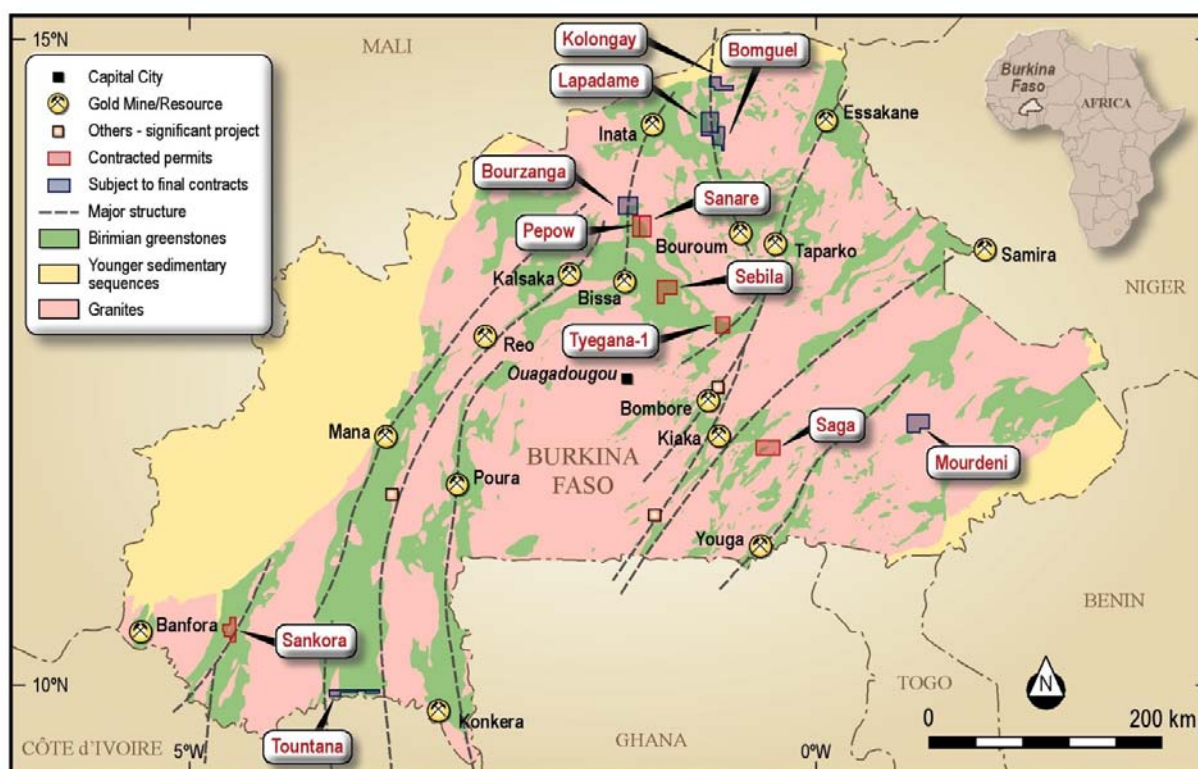 15°N
MALI
Kolongay
Bomguel
Lapadame
Burkina
Faso
AFRICA
Capital City
Gold Mine/Resource
Others - significant project
Contracted permits
Subject to final contracts
Major structure
Birimian greenstones
Younger sedimentary
sequences
Granites
Inata
Essakane
Bourzanga
Sanare
Pepow
Bouroum
Taparko
Samira
Kalsaka
Bissa
Sebila
NIGER
Tyegana-1
Reo
Ouagadougou
Bombore
Mana
Kiaka
Saga
Mourdeni
BURKINA
FASO
Poura
Youga
BENIN
Banfora
Sankora
10°N
TOGO
N
Konkera
0
200 km
CÔTE d'IVOIRE
5°W
Tountana
GHANA
0°W